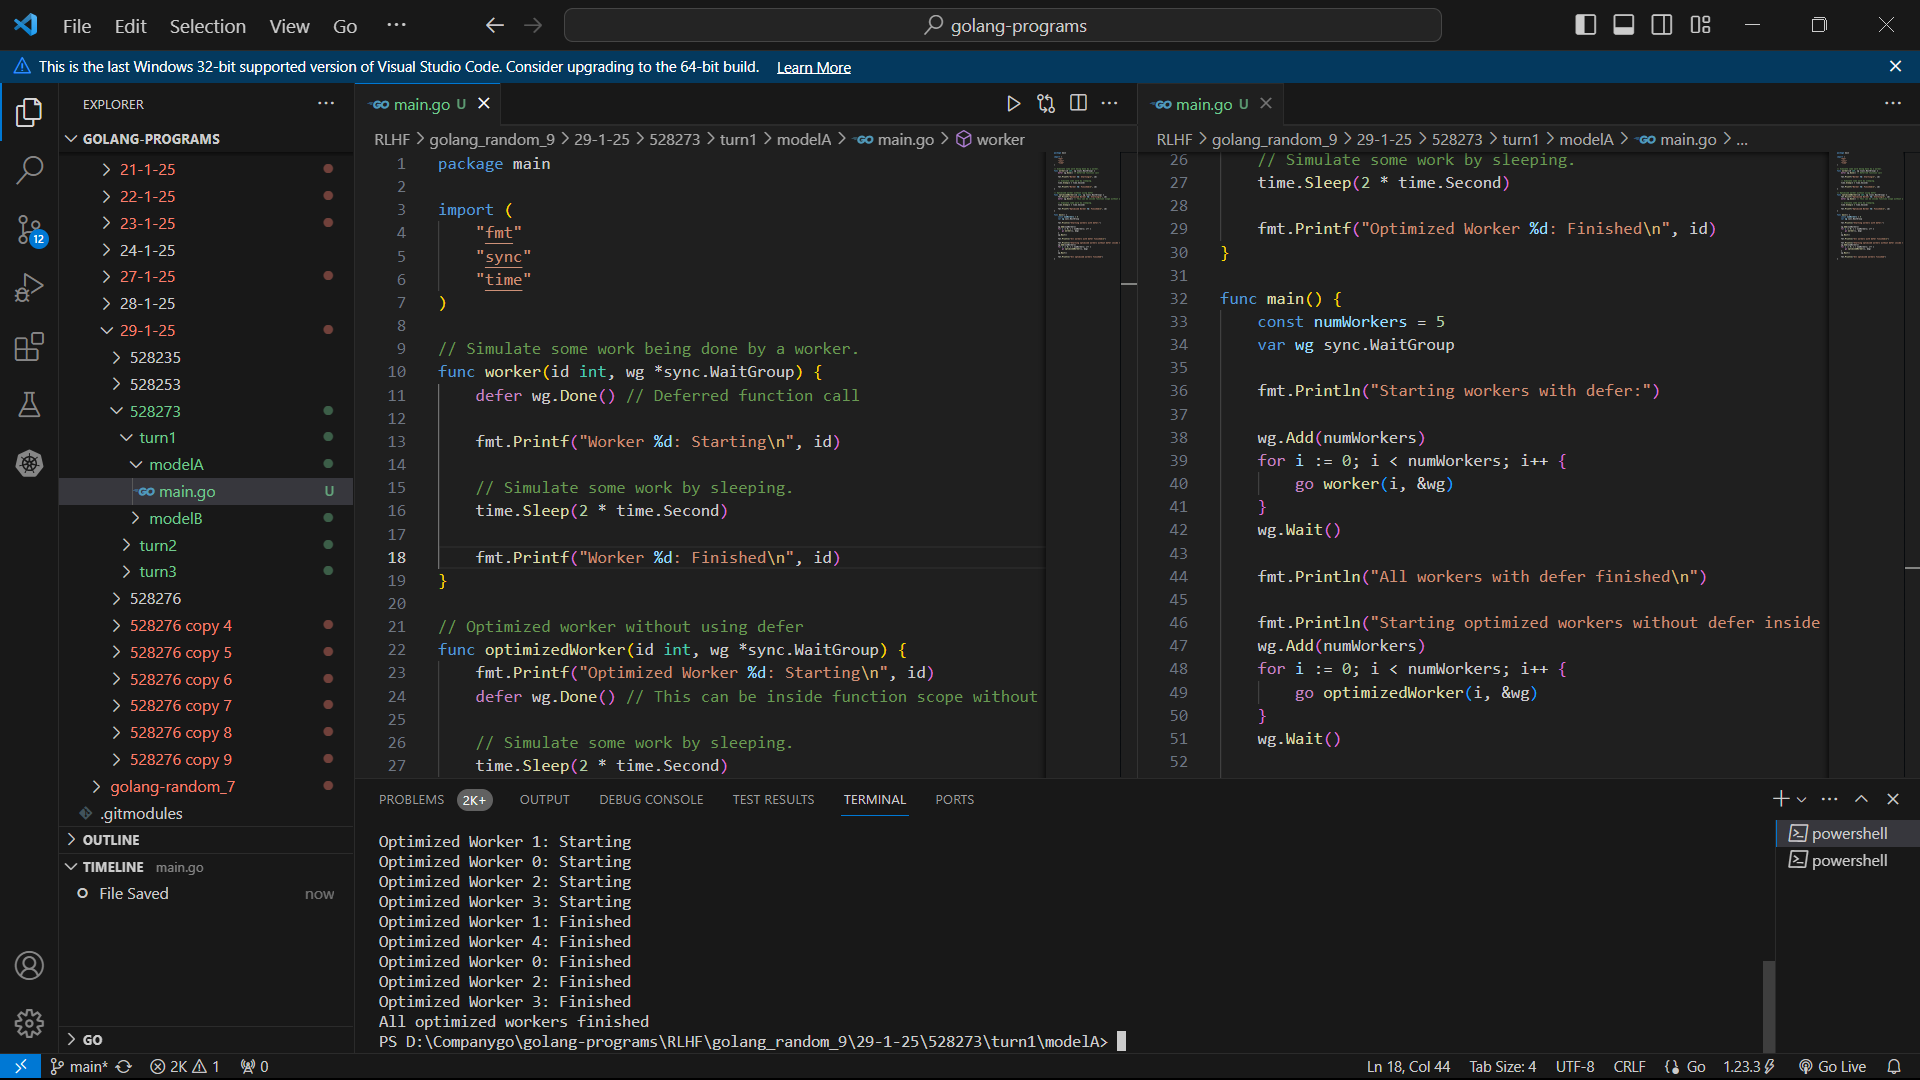 File Edit Selection View Go ···
golang-programs
This is the last Windows 32-bit supported version of Visual Studio Code. Consider upgrading to the 64-bit build. Learn More
EXPLORER
GOLANG-PROGRAMS
21-1-25
22-1-25
23-1-25
24-1-25
27-1-25
28-1-25
29-1-25
528235
528253
528273
turn1
modelA
GO main.go U
modelB
turn2
turn3
528276
528276 copy 4
528276 copy 5
528276 copy 6
528276 copy 7
528276 copy 8
528276 copy 9
golang-random_7
.gitmodules
OUTLINE
TIMELINE main.go
File Saved now
GO
12
GO main.go U
RLHF > golang_random_9 > 29-1-25 > 528273 > turn1 > modelA > GO main.go > worker
1 package main
2
3 import (
4 "fmt"
5 "sync"
6 "time"
7 )
8
9 // Simulate some work being done by a worker.
10 func worker(id int, wg *sync.WaitGroup) {
11 defer wg.Done() // Deferred function call
12
13 fmt.Printf("Worker %d: Starting\n", id)
14
15 // Simulate some work by sleeping.
16 time.Sleep(2 * time.Second)
17
18 fmt.Printf("Worker %d: Finished\n", id)
19 }
20
21 // Optimized worker without using defer
22 func optimizedWorker(id int, wg *sync.WaitGroup) {
23 fmt.Printf("Optimized Worker %d: Starting\n", id)
24 defer wg.Done() // This can be inside function scope without
25
26 // Simulate some work by sleeping.
27 time.Sleep(2 * time.Second)
GO main.go U
RLHF > golang_random_9 > 29-1-25 > 528273 > turn1 > modelA > GO main.go > ...
26 // Simulate some work by sleeping.
27 time.Sleep(2 * time.Second)
28
29 fmt.Printf("Optimized Worker %d: Finished\n", id)
30 }
31
32 func main() {
33 const numWorkers = 5
34 var wg sync.WaitGroup
35
36 fmt.Println("Starting workers with defer:")
37
38 wg.Add(numWorkers)
39 for i := 0; i < numWorkers; i++ {
40 go worker(i, &wg)
41 }
42 wg.Wait()
43
44 fmt.Println("All workers with defer finished\n")
45
46 fmt.Println("Starting optimized workers without defer inside
47 wg.Add(numWorkers)
48 for i := 0; i < numWorkers; i++ {
49 go optimizedWorker(i, &wg)
50 }
51 wg.Wait()
52
PROBLEMS 2K+ OUTPUT DEBUG CONSOLE TEST RESULTS TERMINAL PORTS
Optimized Worker 1: Starting
Optimized Worker 0: Starting
Optimized Worker 2: Starting
Optimized Worker 3: Starting
Optimized Worker 1: Finished
Optimized Worker 4: Finished
Optimized Worker 0: Finished
Optimized Worker 2: Finished
Optimized Worker 3: Finished
All optimized workers finished
PS D:\Companygo\golang-programs\RLHF\golang_random_9\29-1-25\528273\turn1\modelA>
powershell
powershell
main* 2K 1 0 Ln 18, Col 44 Tab Size: 4 UTF-8 CRLF Go 1.23.3 Go Live